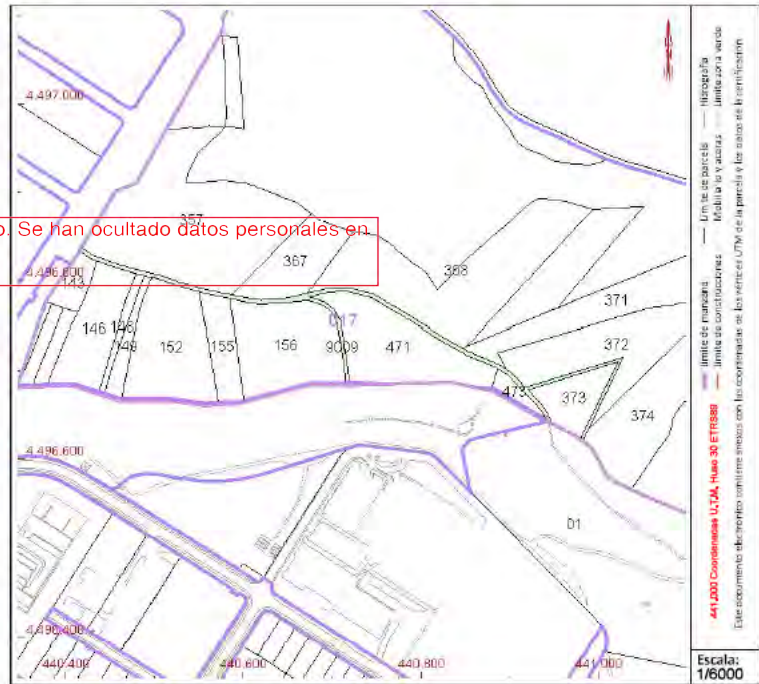 4,497,000
357
o. Se han ocultado datos personales en
367
368
4,496,800
143
371
146
148
149
152
155
156
017
9009
471
372
473
373
374
4,496,600
01
4,496,400
440,400
440,600
440,800
441,000
441,000 Coordenadas U.T.M. Huso 30 ETRS89
límite de manzana
límite de construcciones
Límite de parcela
Mobiliario y aceras
Hidrografía
Límite zona verde
Este documento electrónico contiene anexos con las coordenadas de los vértices UTM de la parcela y los datos de la certificación
Escala:
1/6000